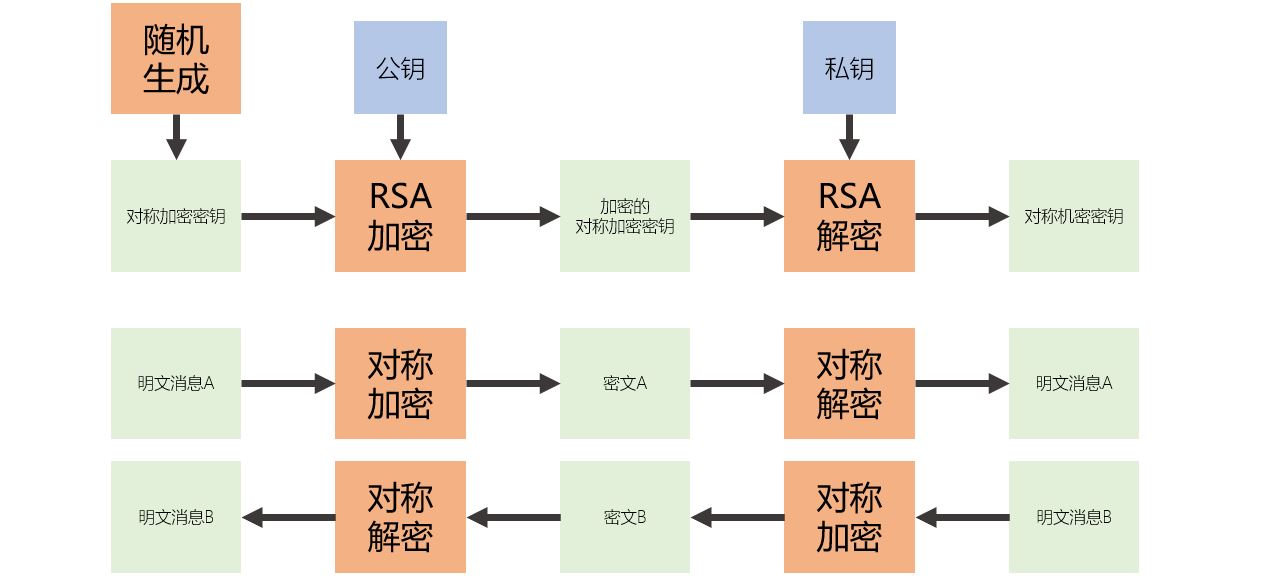 随机
生成
公钥
私钥
对称加密密钥
RSA
加密
加密的
对称加密密钥
RSA
解密
对称机密密钥
明文消息A
对称
加密
密文A
对称
解密
明文消息A
明文消息B
对称
解密
密文B
对称
加密
明文消息B